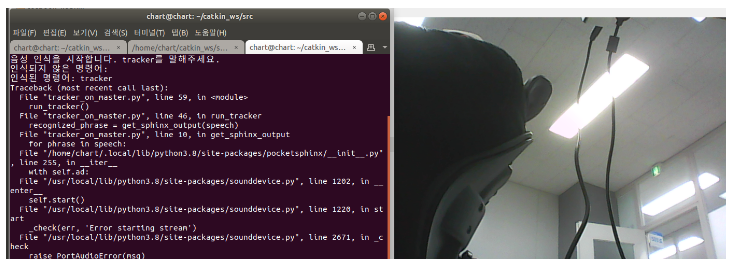 chart@chart: ~/catkin_ws/src
파일(F) 편집(E) 보기(V) 검색(S) 터미널(T) 탭(B) 도움말(H)
chart@chart: ~/catkin_ws... × /home/chart/catkin_ws/s... × chart@chart: ~/catkin_ws... ×
음성 인식을 시작합니다. tracker를 말해주세요.
인식되지 않은 명령어:
인식된 명령어: tracker
Traceback (most recent call last):
File "tracker_on_master.py", line 59, in <module>
run_tracker()
File "tracker_on_master.py", line 46, in run_tracker
recognized_phrase = get_sphinx_output(speech)
File "tracker_on_master.py", line 10, in get_sphinx_output
for phrase in speech:
File "/home/chart/.local/lib/python3.8/site-packages/pocketsphinx/__init__.py"
, line 255, in __iter__
with self.ad:
File "/usr/local/lib/python3.8/site-packages/sounddevice.py", line 1202, in __
enter__
self.start()
File "/usr/local/lib/python3.8/site-packages/sounddevice.py", line 1220, in st
art
_check(err, 'Error starting stream')
File "/usr/local/lib/python3.8/site-packages/sounddevice.py", line 2671, in _c
heck
raise PortAudioError(msg)